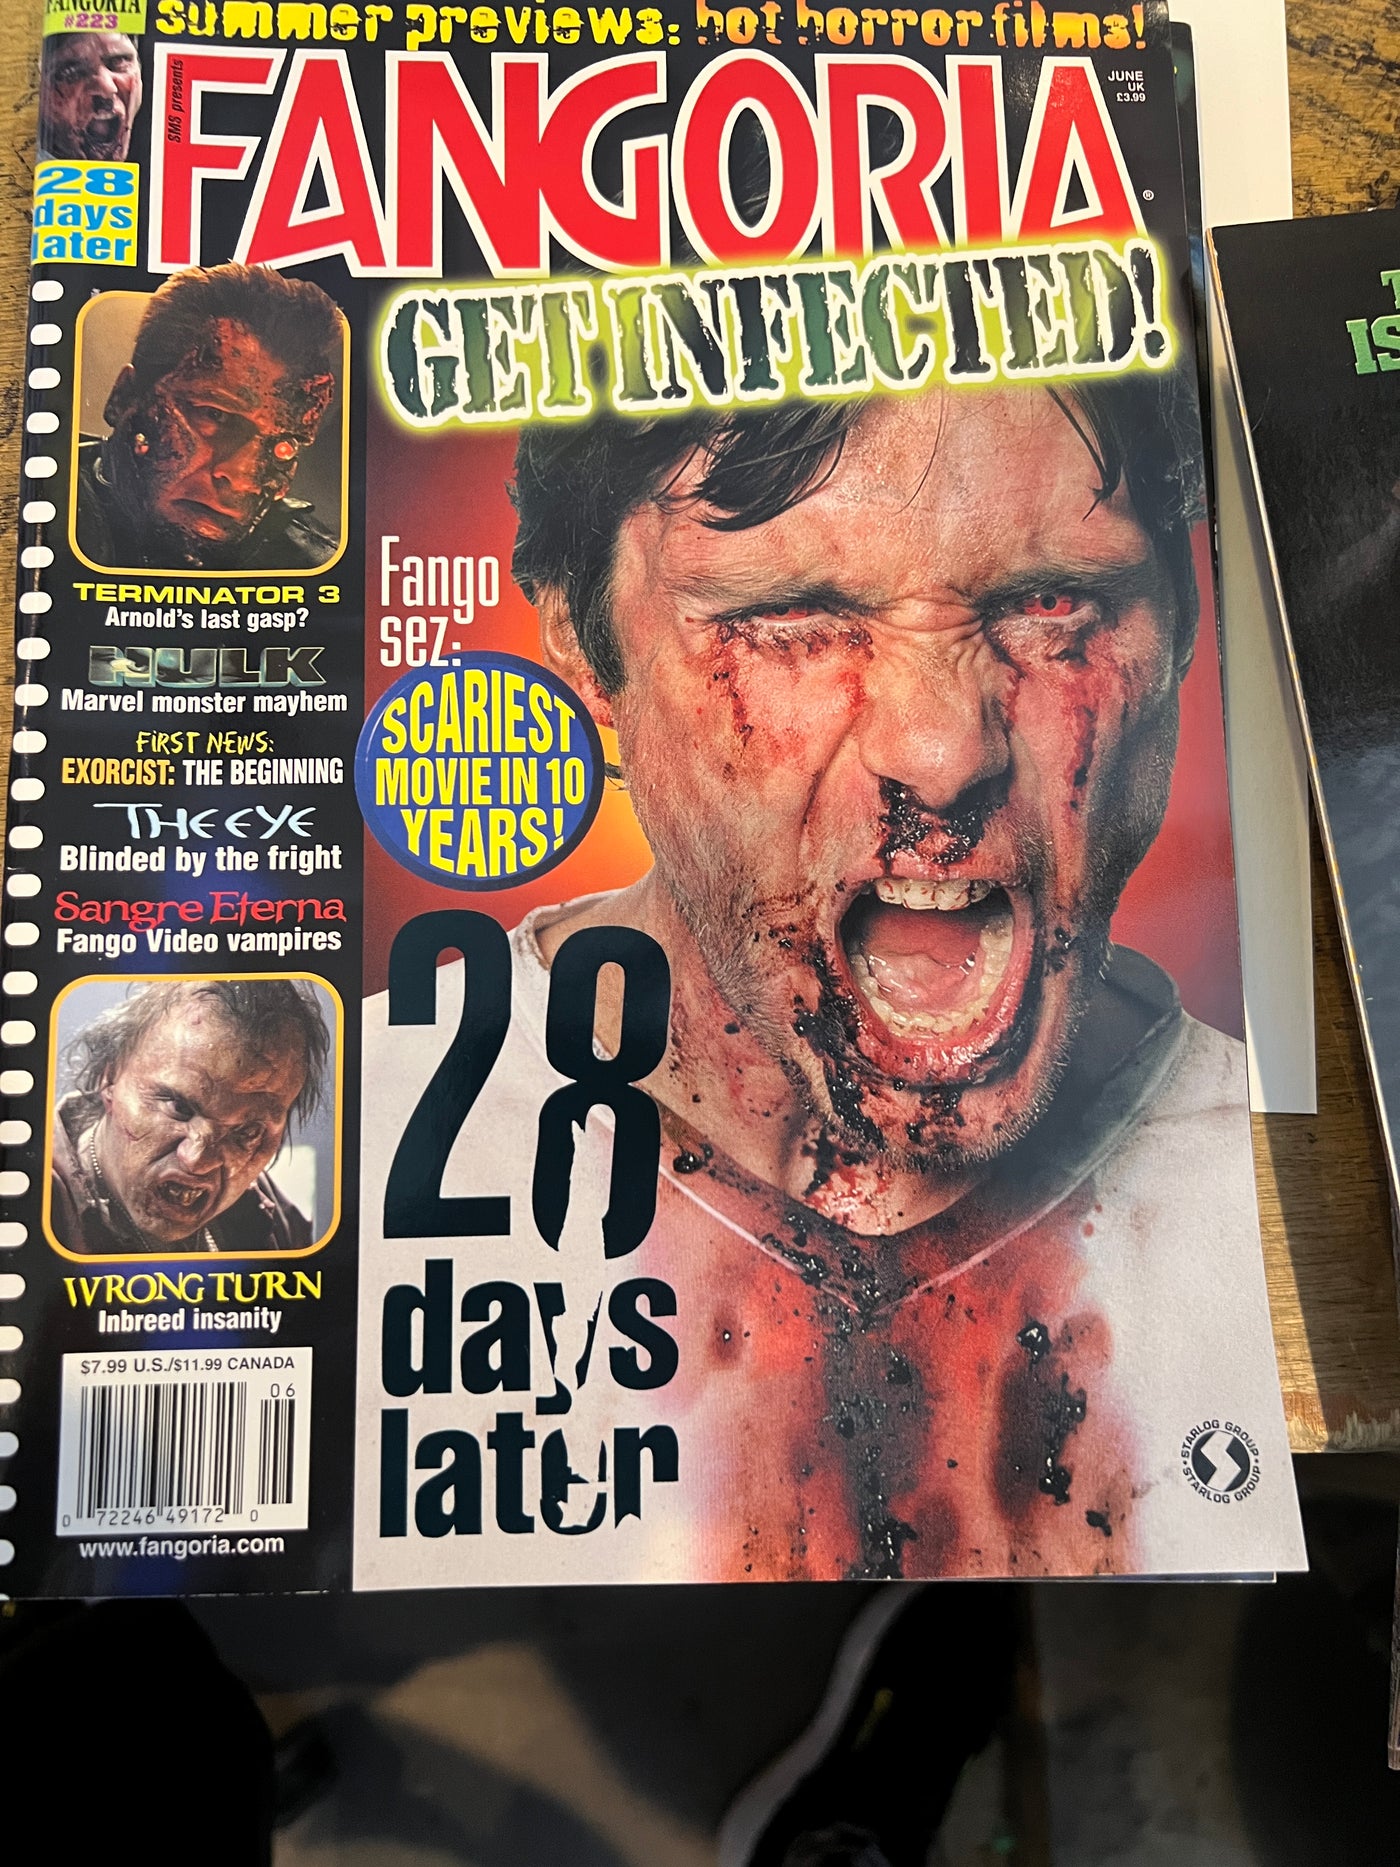 FANGORIA
#223
summer previews: hot horror films!
SMS presents
FANGORIA
®
JUNE
UK
£3.99
28
days
later
GET INFECTED!
TERMINATOR 3
Arnold's last gasp?
HULK
Marvel monster mayhem
FIRST NEWS:
EXORCIST: THE BEGINNING
THE EYE
Blinded by the fright
Sangre Eterna
Fango Video vampires
WRONG TURN
Inbreed insanity
$7.99 U.S./$11.99 CANADA
06
0 72246 49172 0
www.fangoria.com
Fango
sez:
SCARIEST
MOVIE IN 10
YEARS!
28
days
later
STARLOG GROUP
STARLOG GROUP